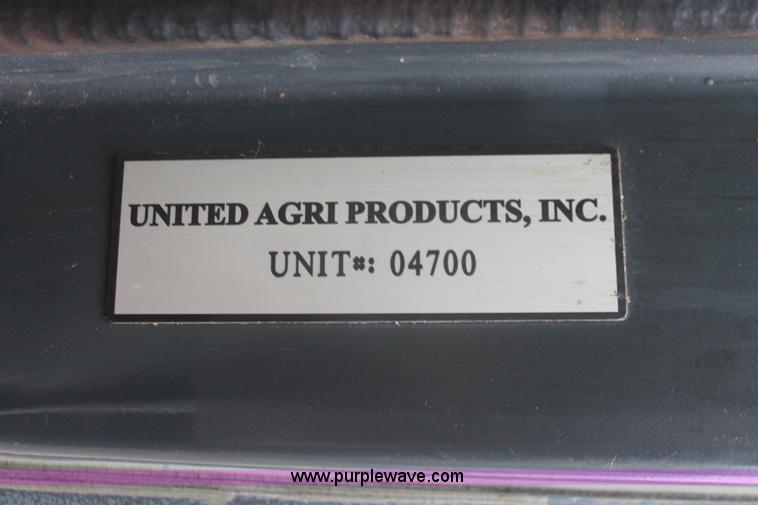 UNITED AGRI PRODUCTS, INC.
UNIT#: 04700
www.purplewave.com